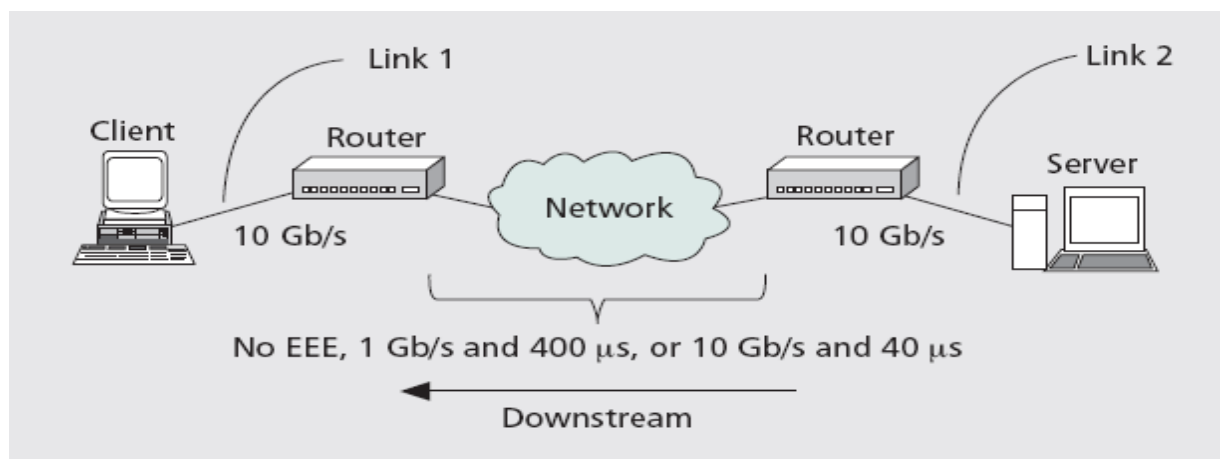 Link 1
Link 2
Client
Router
Router
Server
Network
10 Gb/s
10 Gb/s
No EEE, 1 Gb/s and 400 μs, or 10 Gb/s and 40 μs
Downstream